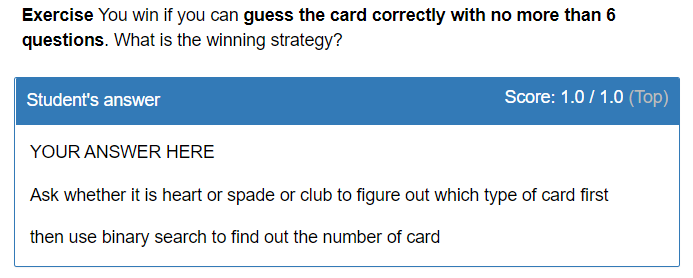 Exercise You win if you can guess the card correctly with no more than 6
questions. What is the winning strategy?
Student's answer
Score: 1.0 / 1.0 (Top)
YOUR ANSWER HERE
Ask whether it is heart or spade or club to figure out which type of card first
then use binary search to find out the number of card